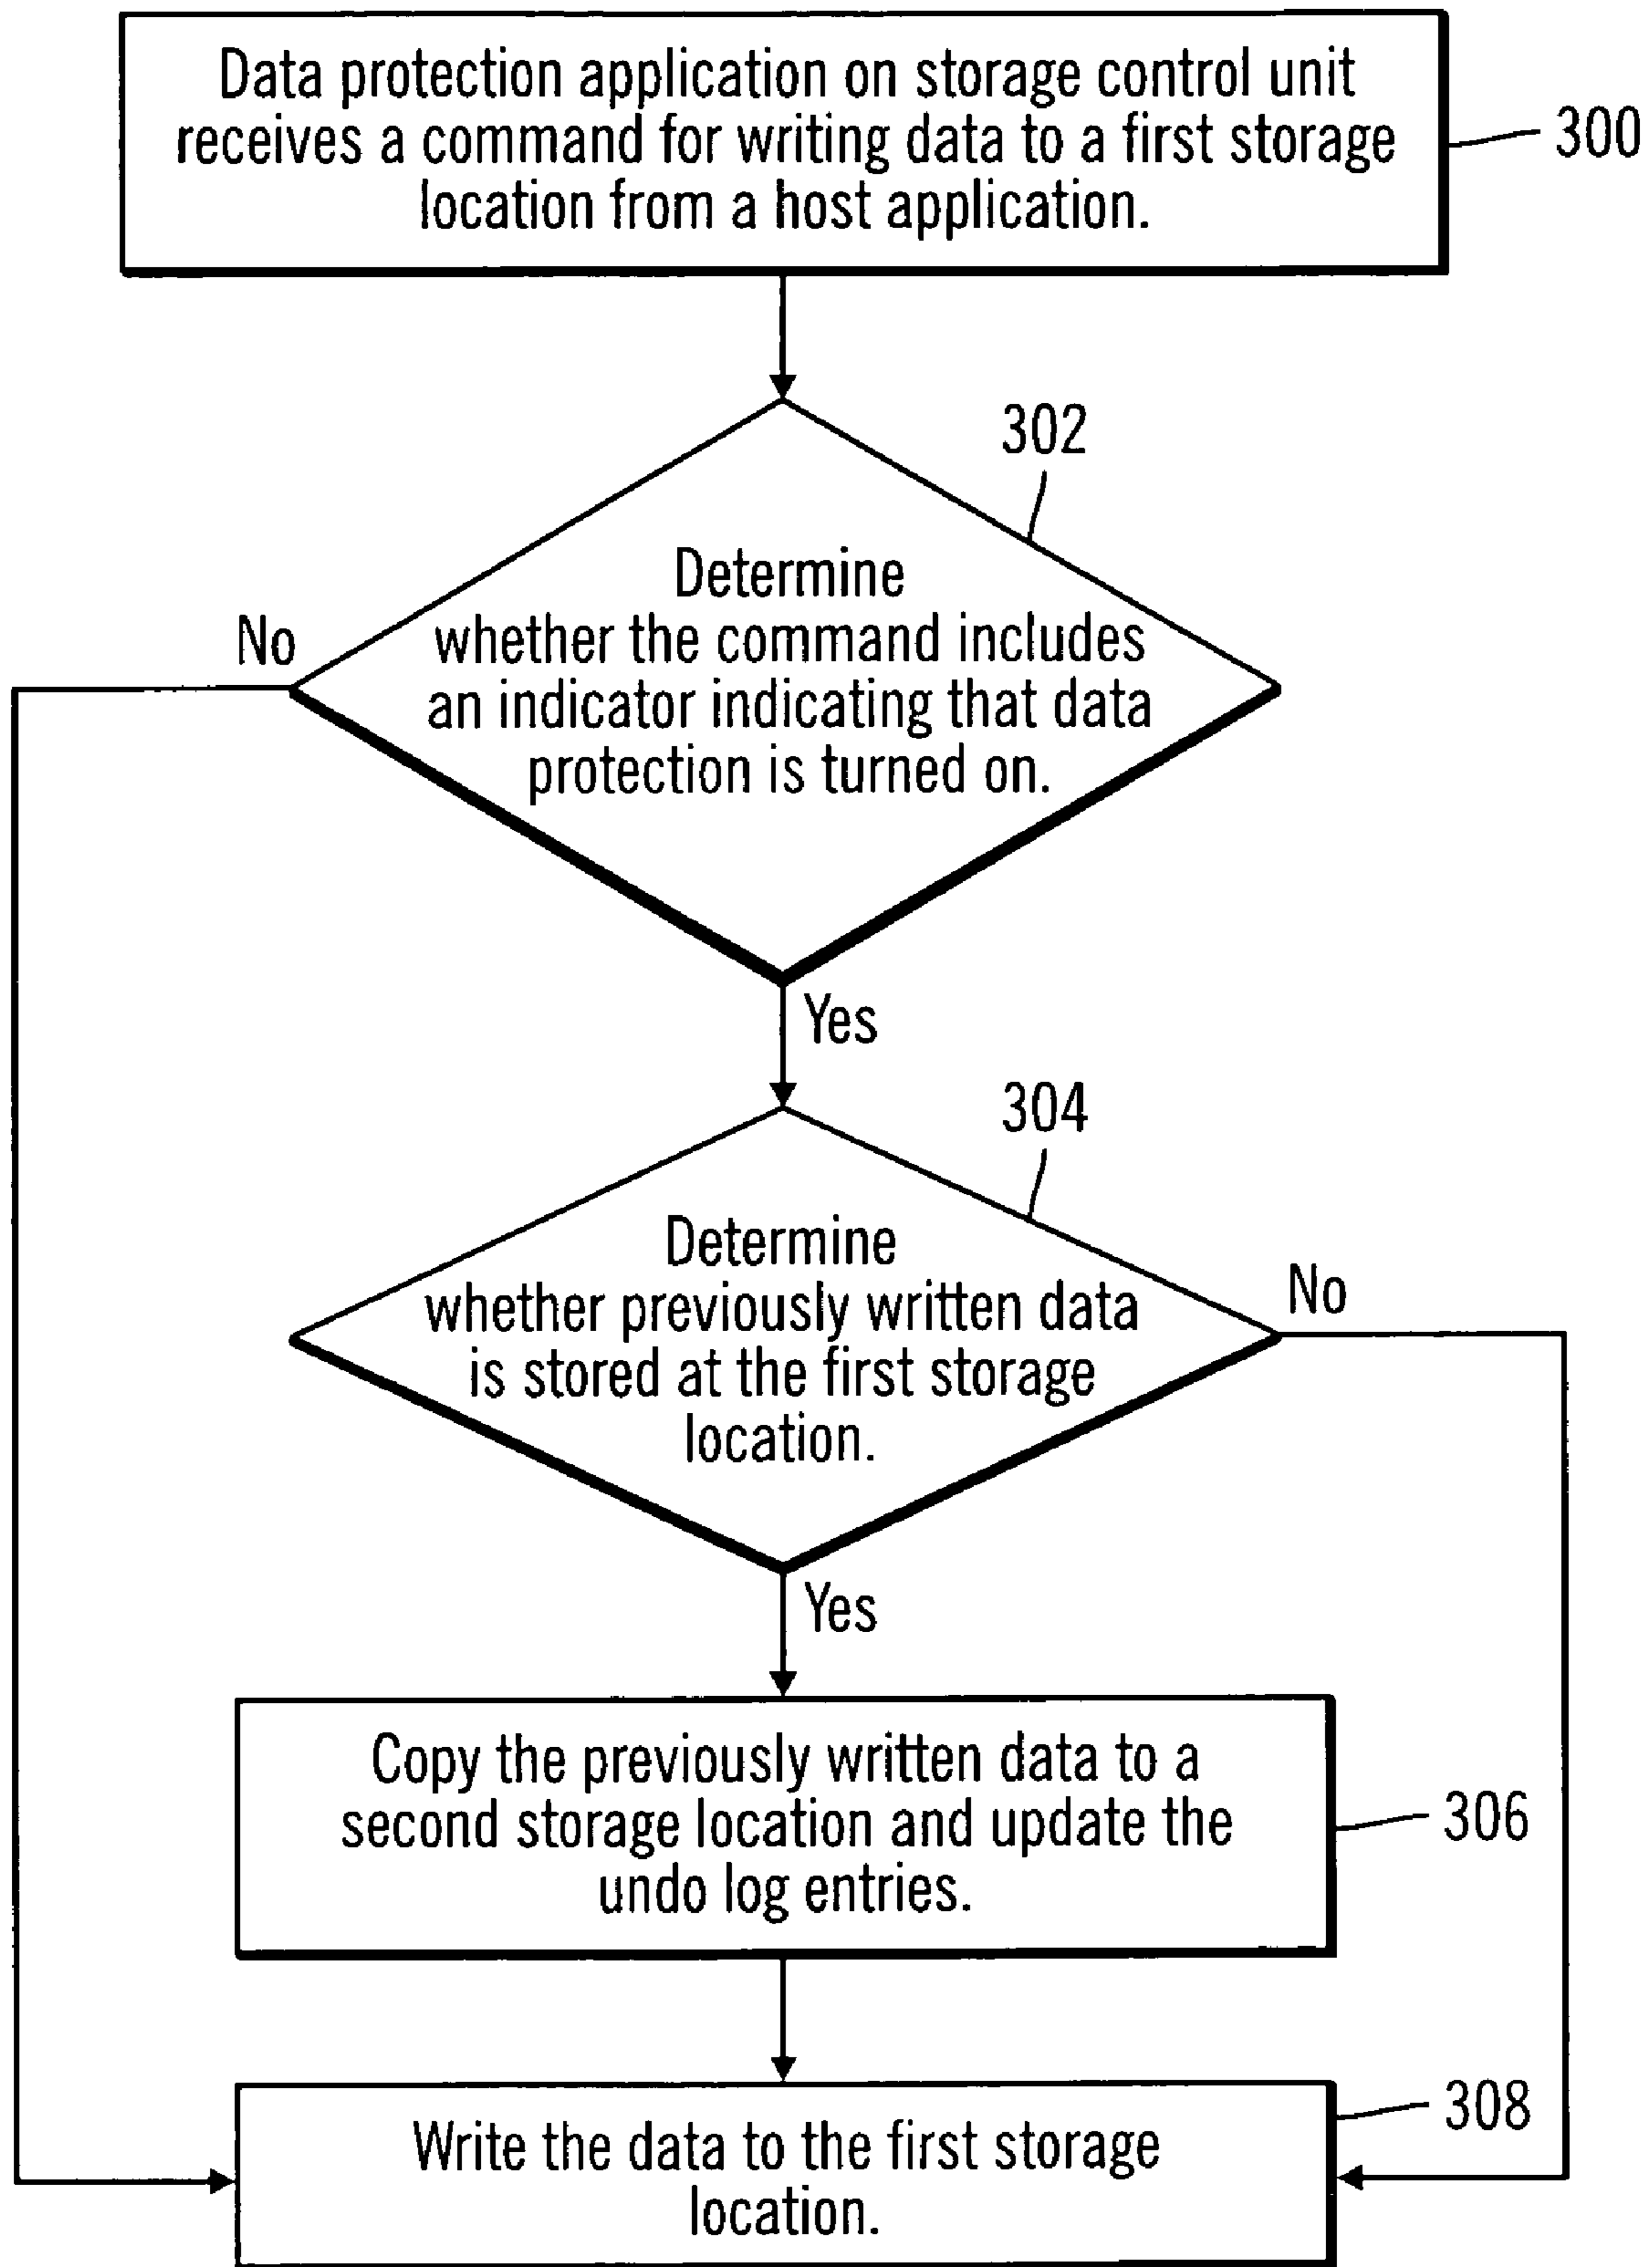 Data protection application on storage control unit
receives a command for writing data to a first storage
location from a host application.
300
302
Determine
whether the command includes
an indicator indicating that data
protection is turned on.
No
Yes
304
Determine
whether previously written data
is stored at the first storage
location.
No
Yes
Copy the previously written data to a
second storage location and update the
undo log entries.
306
308
Write the data to the first storage
location.